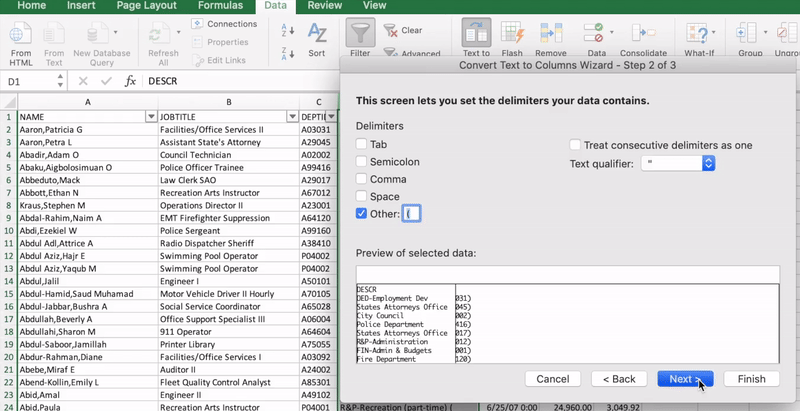 Home Insert Page Layout Formulas Data Review View
From HTML From Text New Database Query Refresh All Connections Properties Edit Links Sort Filter Clear Advanced Text to Flash Remove Data Consolidate What-If Group Ungroup
D1 fx DESCR
A B C
1 NAME JOBTITLE DEPTID
2 Aaron,Patricia G Facilities/Office Services II A03031
3 Aaron,Petra L Assistant State's Attorney A29045
4 Abadir,Adam O Council Technician A02002
5 Abaku,Aigbolosimuan O Police Officer Trainee A99416
6 Abbeduto,Mack Law Clerk SAO A29017
7 Abbott,Ethan N Recreation Arts Instructor A67012
8 Kraus,Stephen M Operations Director II A23001
9 Abdal-Rahim,Naim A EMT Firefighter Suppression A64120
10 Abdi,Ezekiel W Police Sergeant A99160
11 Abdul Adl,Attrice A Radio Dispatcher Sheriff A38410
12 Abdul Aziz,Hajr E Swimming Pool Operator P04002
13 Abdul Aziz,Yaqub M Swimming Pool Operator P04002
14 Abdul,Jalil Engineer I A50101
15 Abdul-Hamid,Saud Muhamad Motor Vehicle Driver II Hourly A70105
16 Abdul-Jabbar,Bushra A Social Service Coordinator A65028
17 Abdullah,Beverly A Office Support Specialist III A06004
18 Abdullahi,Sharon M 911 Operator A64604
19 Abdul-Saboor,Jamillah Printer Library A75055
20 Abdur-Rahman,Diane Facilities/Office Services I A03092
21 Abebe,Miraf E Auditor II A24002
22 Abend-Kollin,Emily L Fleet Quality Control Analyst A85301
23 Abid,Amal Engineer II A49102
24 Abid,Paula Recreation Arts Instructor P04001 R&P-Recreation (part-time) ( 6/25/07 0:00 24,960.00 3,049.92
Convert Text to Columns Wizard - Step 2 of 3
This screen lets you set the delimiters your data contains.
Delimiters
Tab
Semicolon
Comma
Space
Other: (
Treat consecutive delimiters as one
Text qualifier: "
Preview of selected data:
DESCR
DED-Employment Dev 031)
States Attorneys Office 045)
City Council 002)
Police Department 416)
States Attorneys Office 017)
R&P-Administration 012)
FIN-Admin & Budgets 001)
Fire Department 120)
Cancel < Back Next > Finish